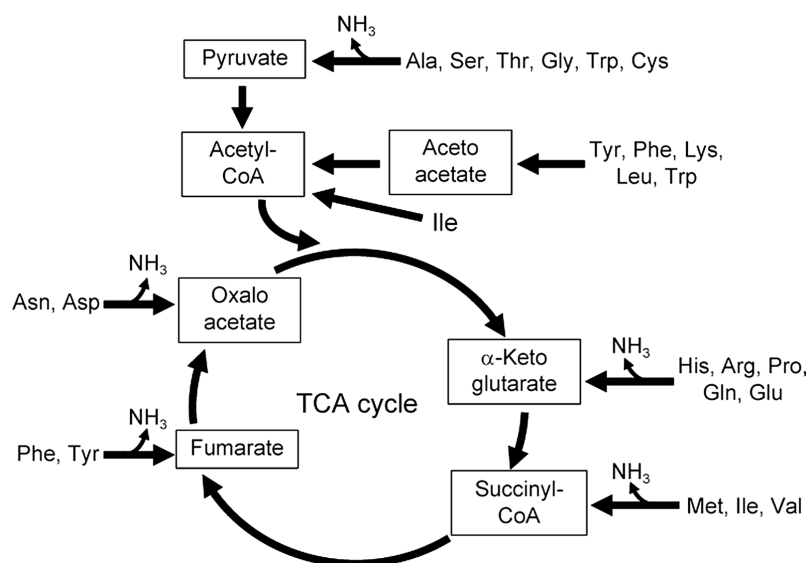 NH3
Pyruvate
Ala, Ser, Thr, Gly, Trp, Cys
Acetyl-
CoA
Aceto
acetate
Tyr, Phe, Lys,
Leu, Trp
Ile
NH3
Asn, Asp
Oxalo
acetate
α-Keto
glutarate
NH3
His, Arg, Pro,
Gln, Glu
TCA cycle
NH3
Phe, Tyr
Fumarate
Succinyl-
CoA
NH3
Met, Ile, Val